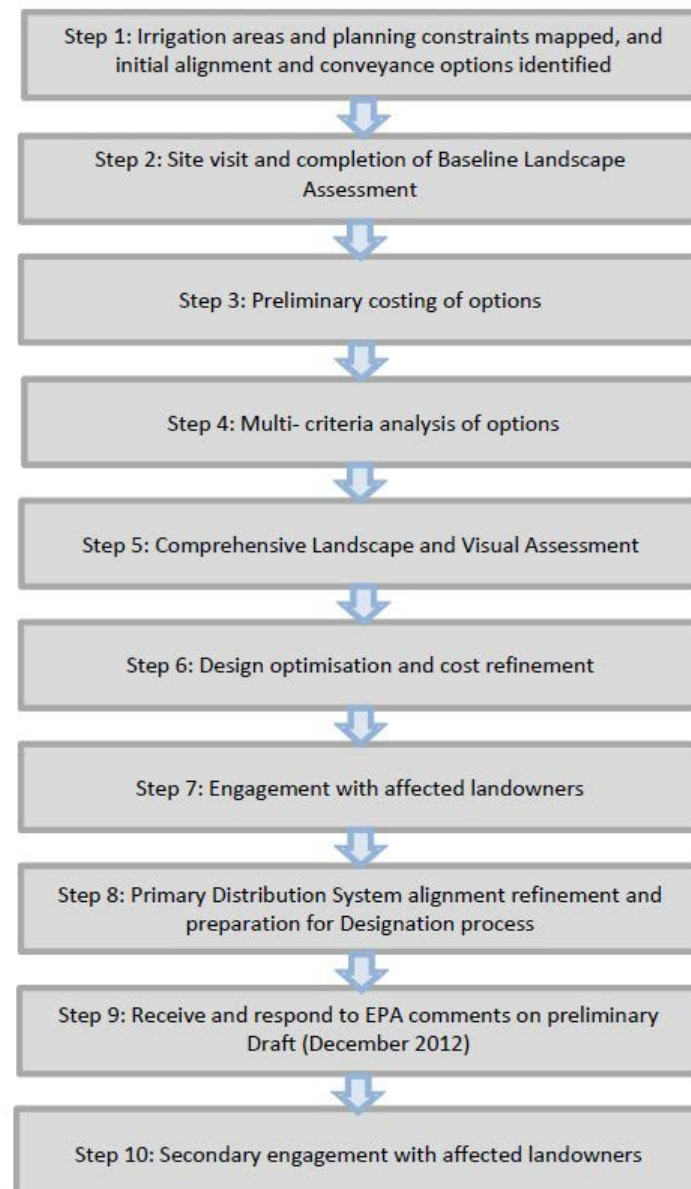 Step 1: Irrigation areas and planning constraints mapped, and
initial alignment and conveyance options identified
Step 2: Site visit and completion of Baseline Landscape
Assessment
Step 3: Preliminary costing of options
Step 4: Multi- criteria analysis of options
Step 5: Comprehensive Landscape and Visual Assessment
Step 6: Design optimisation and cost refinement
Step 7: Engagement with affected landowners
Step 8: Primary Distribution System alignment refinement and
preparation for Designation process
Step 9: Receive and respond to EPA comments on preliminary
Draft (December 2012)
Step 10: Secondary engagement with affected landowners